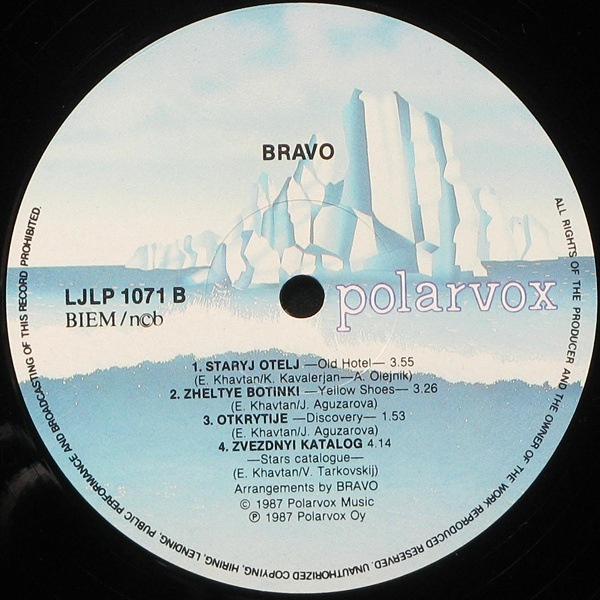 BRAVO
LJLP 1071 B
BIEM/ncb
polarvox
1. STARYJ OTELJ —Old Hotel— 3.55
(E. Khavtan/K. Kavalerjan—A. Olejnik)
2. ZHELTYE BOTINKI —Yellow Shoes— 3.26
(E. Khavtan/J. Aguzarova)
3. OTKRYTIJE —Discovery— 1.53
(E. Khavtan/J. Aguzarova)
4. ZVEZDNYI KATALOG 4.14
—Stars catalogue—
(E. Khavtan/V. Tarkovskij)
Arrangements by BRAVO
© 1987 Polarvox Music
℗ 1987 Polarvox Oy
ALL RIGHTS OF THE PRODUCER AND THE OWNER OF THE WORK REPRODUCED RESERVED. UNAUTHORIZED COPYING, HIRING, LENDING, PUBLIC PERFORMANCE AND BROADCASTING OF THIS RECORD PROHIBITED.